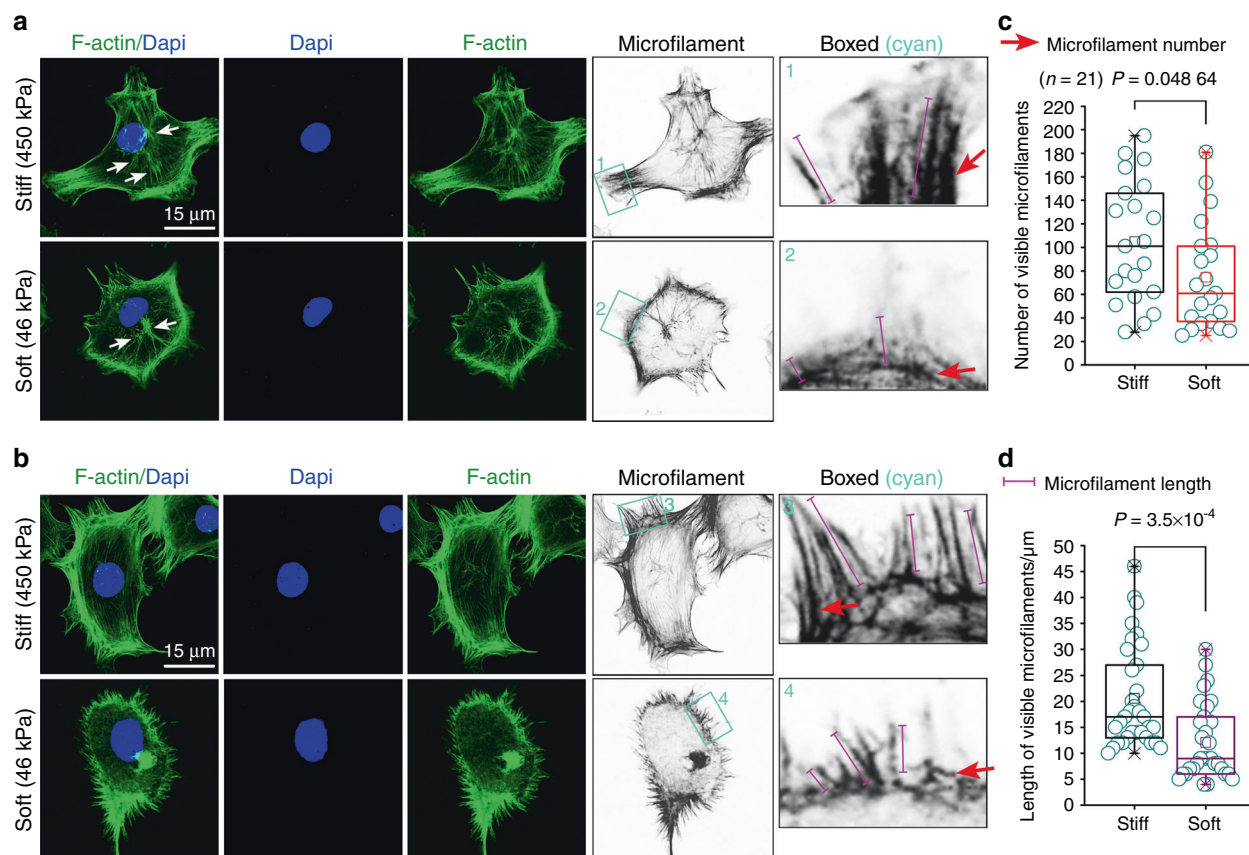 a
F-actin/Dapi
Dapi
F-actin
Microfilament
Boxed (cyan)
Stiff (450 kPa)
15 µm
1
1
Soft (46 kPa)
2
2
b
F-actin/Dapi
Dapi
F-actin
Microfilament
Boxed (cyan)
Stiff (450 kPa)
15 µm
3
3
Soft (46 kPa)
4
4
c
Microfilament number
(n = 21) P = 0.048 64
Number of visible microfilaments
220
200
180
160
140
120
100
80
60
40
20
0
Stiff Soft
d
Microfilament length
P = 3.5×10⁻⁴
Length of visible microfilaments/µm
50
45
40
35
30
25
20
15
10
5
0
Stiff Soft